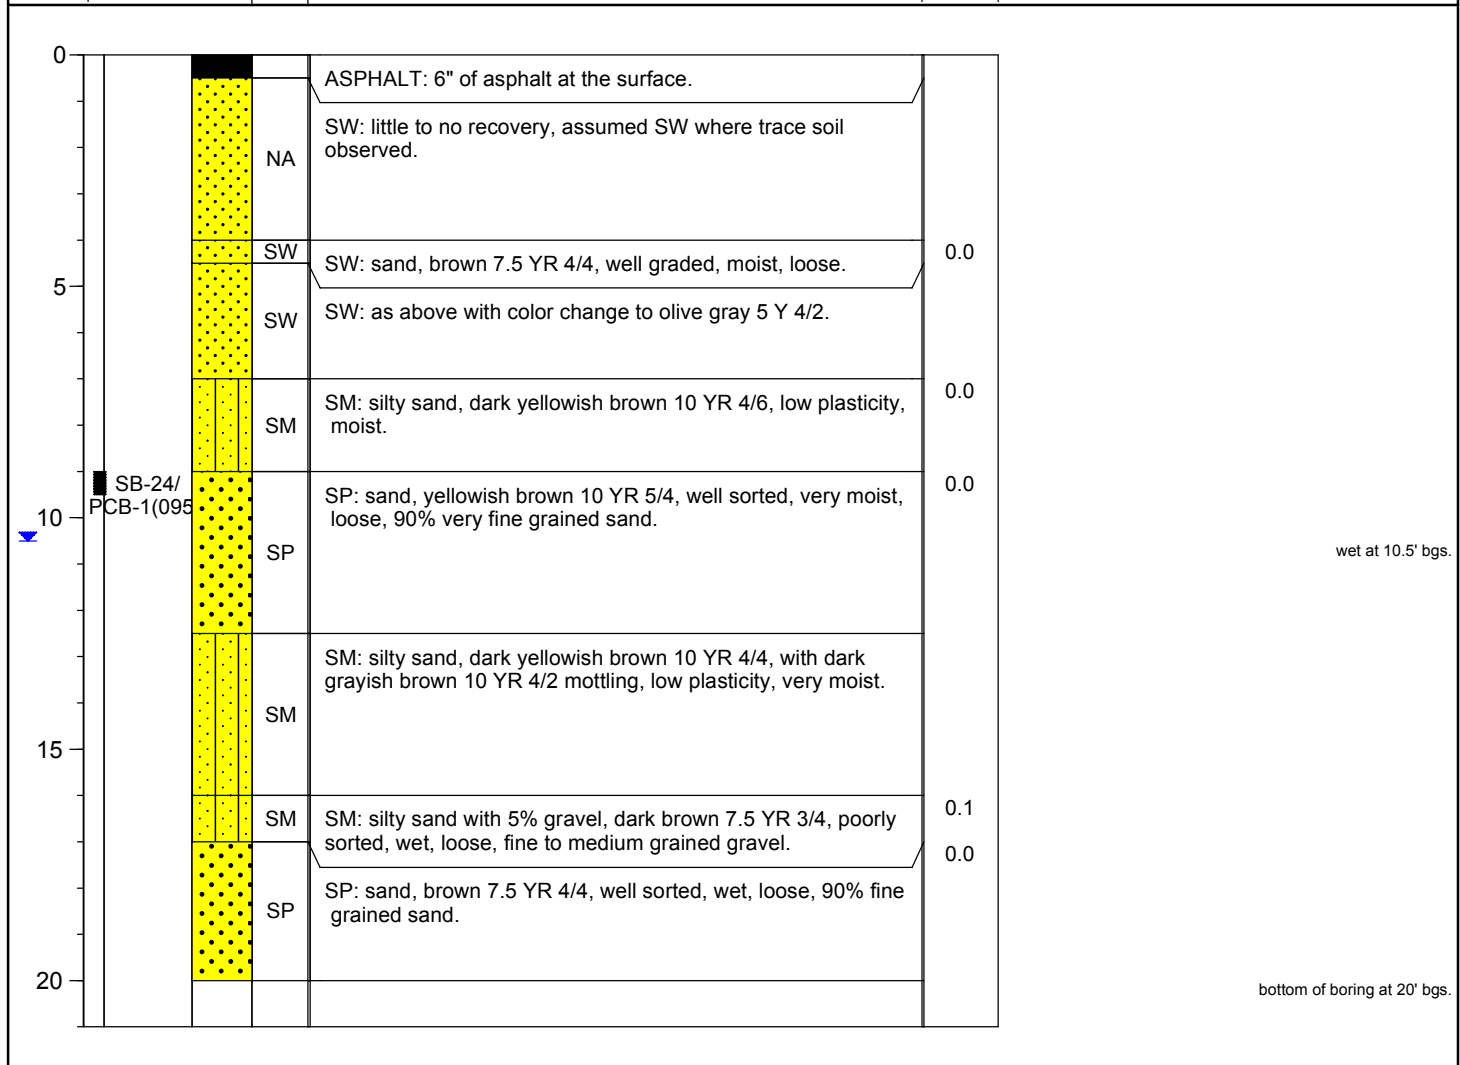 0
ASPHALT: 6" of asphalt at the surface.
SW: little to no recovery, assumed SW where trace soil
observed.
NA
SW
SW: sand, brown 7.5 YR 4/4, well graded, moist, loose.
0.0
5
SW
SW: as above with color change to olive gray 5 Y 4/2.
SM
SM: silty sand, dark yellowish brown 10 YR 4/6, low plasticity,
moist.
0.0
SB-24/
PCB-1(095
SP: sand, yellowish brown 10 YR 5/4, well sorted, very moist,
loose, 90% very fine grained sand.
0.0
10
SP
wet at 10.5' bgs.
SM: silty sand, dark yellowish brown 10 YR 4/4, with dark
grayish brown 10 YR 4/2 mottling, low plasticity, very moist.
SM
15
SM
SM: silty sand with 5% gravel, dark brown 7.5 YR 3/4, poorly
sorted, wet, loose, fine to medium grained gravel.
0.1
0.0
SP: sand, brown 7.5 YR 4/4, well sorted, wet, loose, 90% fine
grained sand.
SP
20
bottom of boring at 20' bgs.